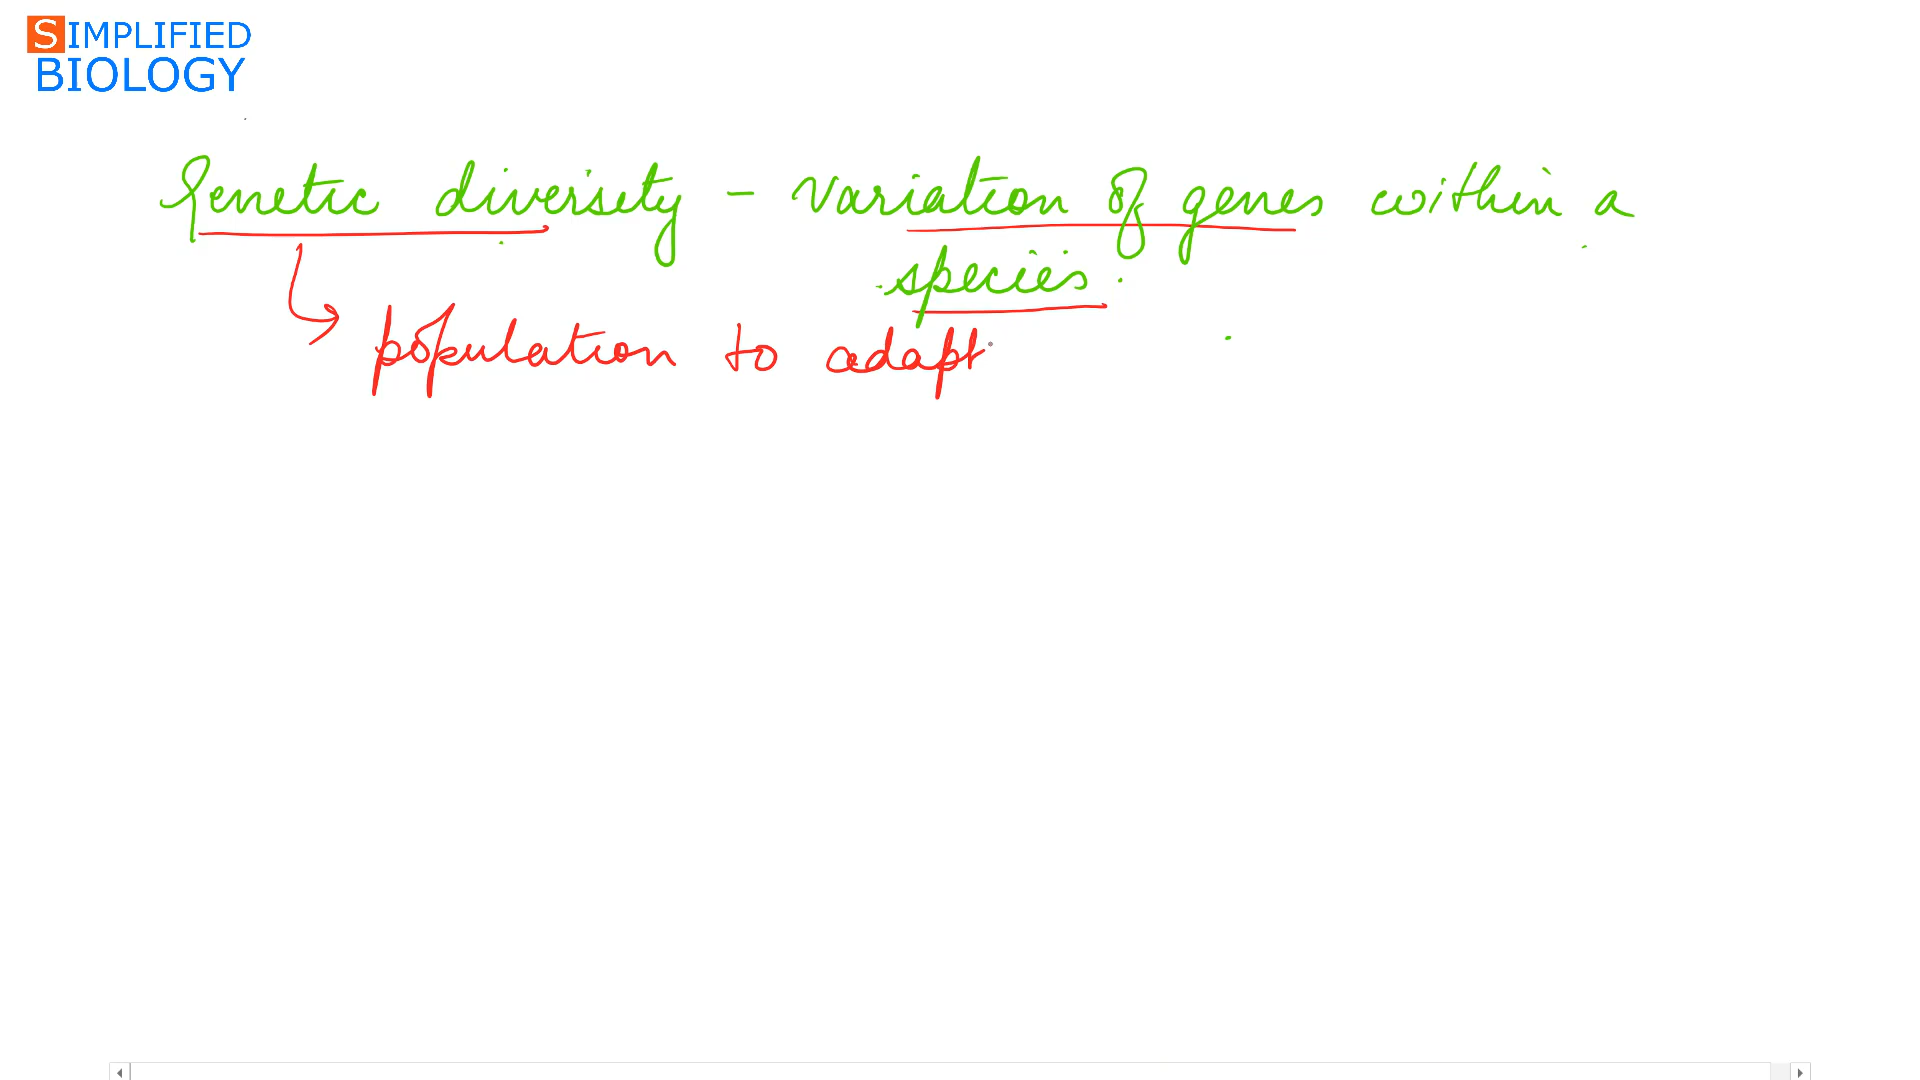 SIMPLIFIED
BIOLOGY
Genetic diversity - variation of genes within a
species.
population to adapt